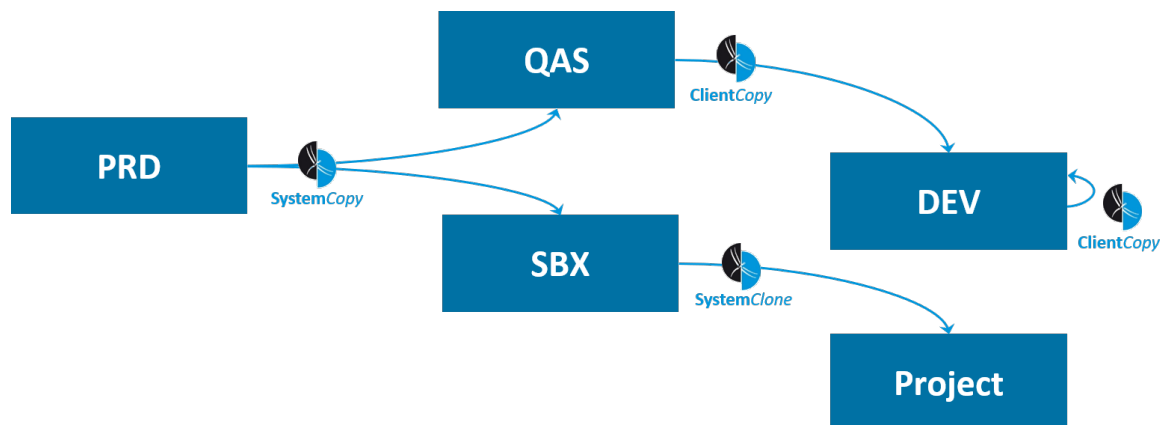 QAS
ClientCopy
PRD
SystemCopy
DEV
ClientCopy
SBX
SystemClone
Project